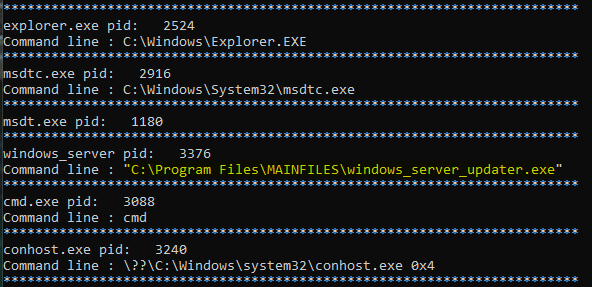 ************************************************************************
explorer.exe pid:   2524
Command line : C:\Windows\Explorer.EXE
************************************************************************
msdtc.exe pid:   2916
Command line : C:\Windows\System32\msdtc.exe
************************************************************************
msdt.exe pid:   1180
************************************************************************
windows_server pid:   3376
Command line : "C:\Program Files\MAINFILES\windows_server_updater.exe"
************************************************************************
cmd.exe pid:   3088
Command line : cmd
************************************************************************
conhost.exe pid:   3240
Command line : \??\C:\Windows\system32\conhost.exe 0x4
************************************************************************